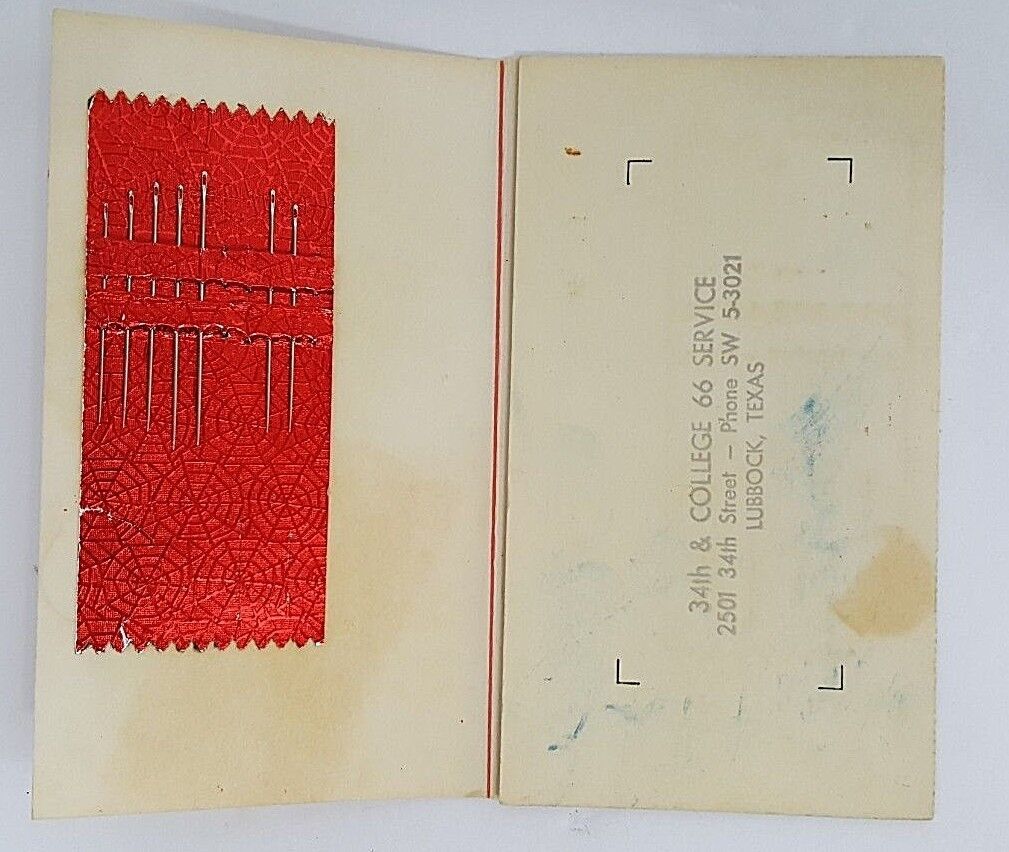 34th & COLLEGE 66 SERVICE
2501 34th Street – Phone SW 5-3021
LUBBOCK, TEXAS